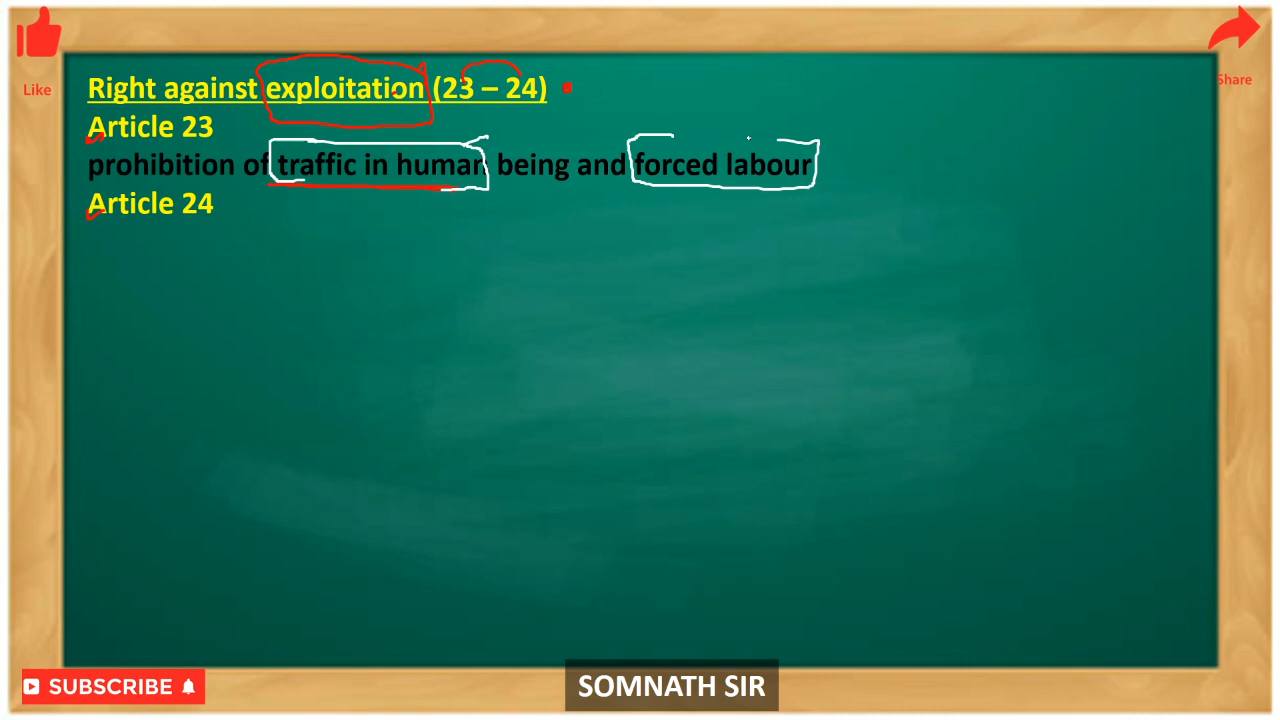 Like
Share
Right against exploitation (23 – 24)
Article 23
prohibition of traffic in human being and forced labour
Article 24
SUBSCRIBE
SOMNATH SIR